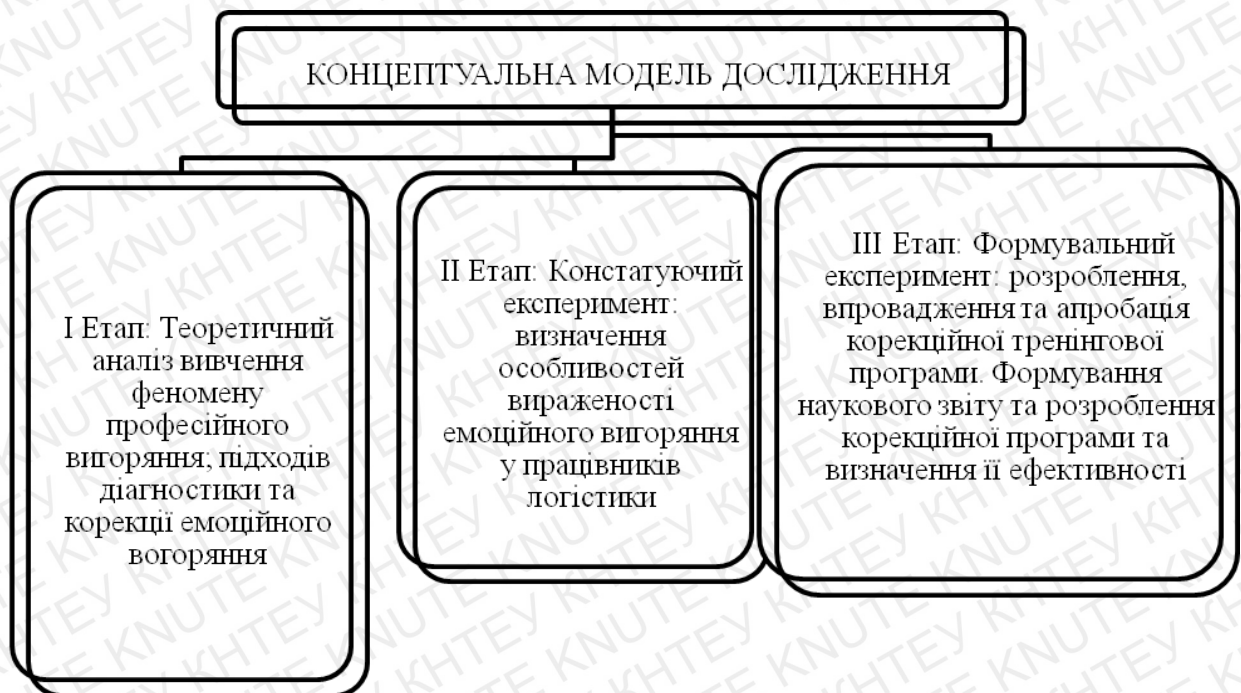 КОНЦЕПТУАЛЬНА МОДЕЛЬ ДОСЛІДЖЕННЯ
І Етап: Теоретичний
аналіз вивчення
феномену
професійного
вигоряння; підходів
діагностики та
корекції емоційного
вогоряння
ІІ Етап: Констатуючий
експеримент:
визначення
особливостей
вираженості
емоційного вигоряння
у працівників
логістики
ІІІ Етап: Формувальний
експеримент: розроблення,
впровадження та апробація
корекційної тренінгової
програми. Формування
наукового звіту та розроблення
корекційної програми та
визначення її ефективності